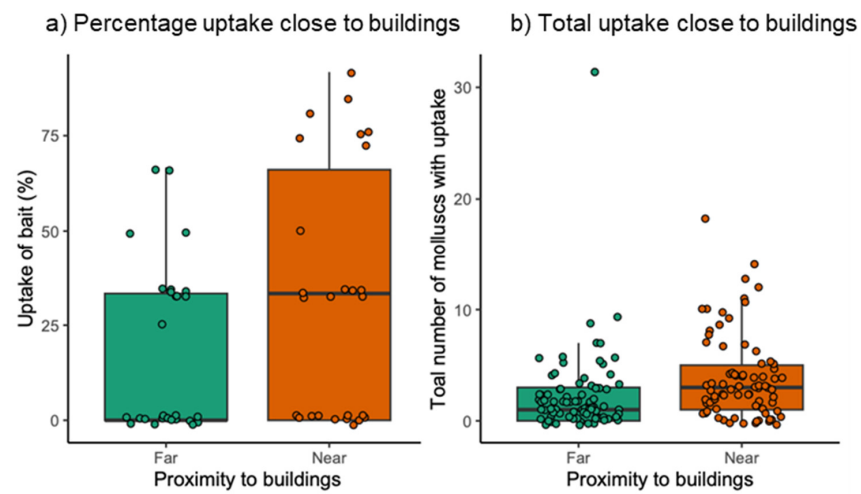 a) Percentage uptake close to buildings
Uptake of bait (%)
75
50
25
0
Far
Near
Proximity to buildings
b) Total uptake close to buildings
Toal number of molluscs with uptake
30
20
10
0
Far
Near
Proximity to buildings